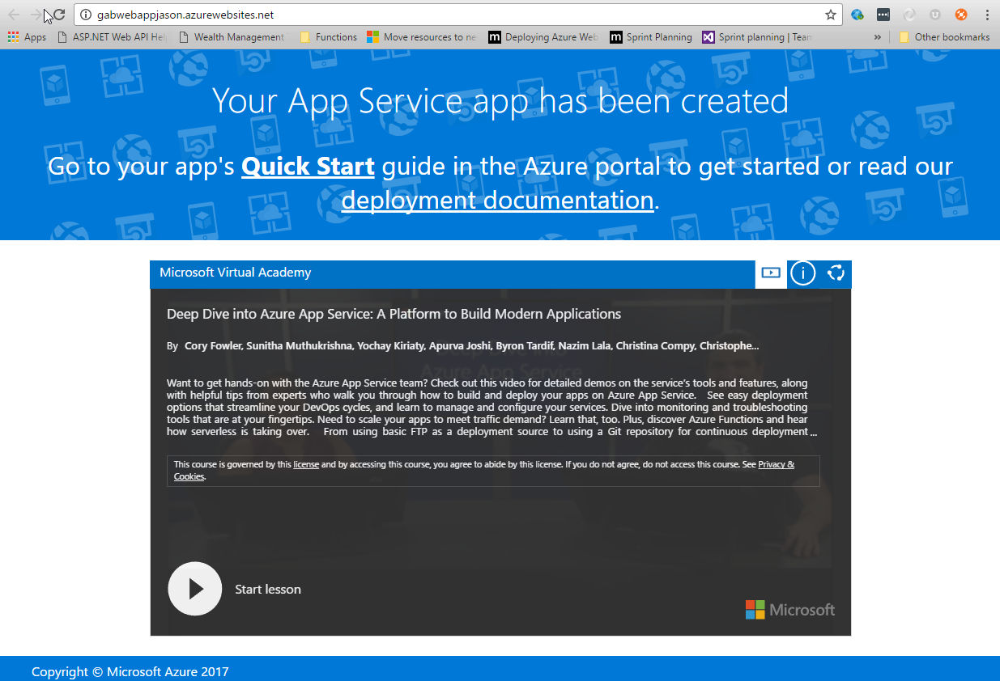 gabwebappjason.azurewebsites.net
Apps ASP.NET Web API Hel Wealth Management Functions Move resources to ne m Deploying Azure Web m Sprint Planning Sprint planning | Team » Other bookmarks
Your App Service app has been created
Go to your app's Quick Start guide in the Azure portal to get started or read our
deployment documentation.
Microsoft Virtual Academy
Deep Dive into Azure App Service: A Platform to Build Modern Applications
By Cory Fowler, Sunitha Muthukrishna, Yochay Kiriaty, Apurva Joshi, Byron Tardif, Nazim Lala, Christina Compy, Christophe...
Deep Dive into
Azure App Service
Want to get hands-on with the Azure App Service team? Check out this video for detailed demos on the service's tools and features, along
with helpful tips from experts who walk you through how to build and deploy your apps on Azure App Service. See easy deployment
options that streamline your DevOps cycles, and learn to manage and configure your services. Dive into monitoring and troubleshooting
tools that are at your fingertips. Need to scale your apps to meet traffic demand? Learn that, too. Plus, discover Azure Functions and hear
how serverless is taking over. From using basic FTP as a deployment source to using a Git repository for continuous deployment ...
This course is governed by this license and by accessing this course, you agree to abide by this license. If you do not agree, do not access this course. See Privacy &
Cookies.
Start lesson
Microsoft
Copyright © Microsoft Azure 2017